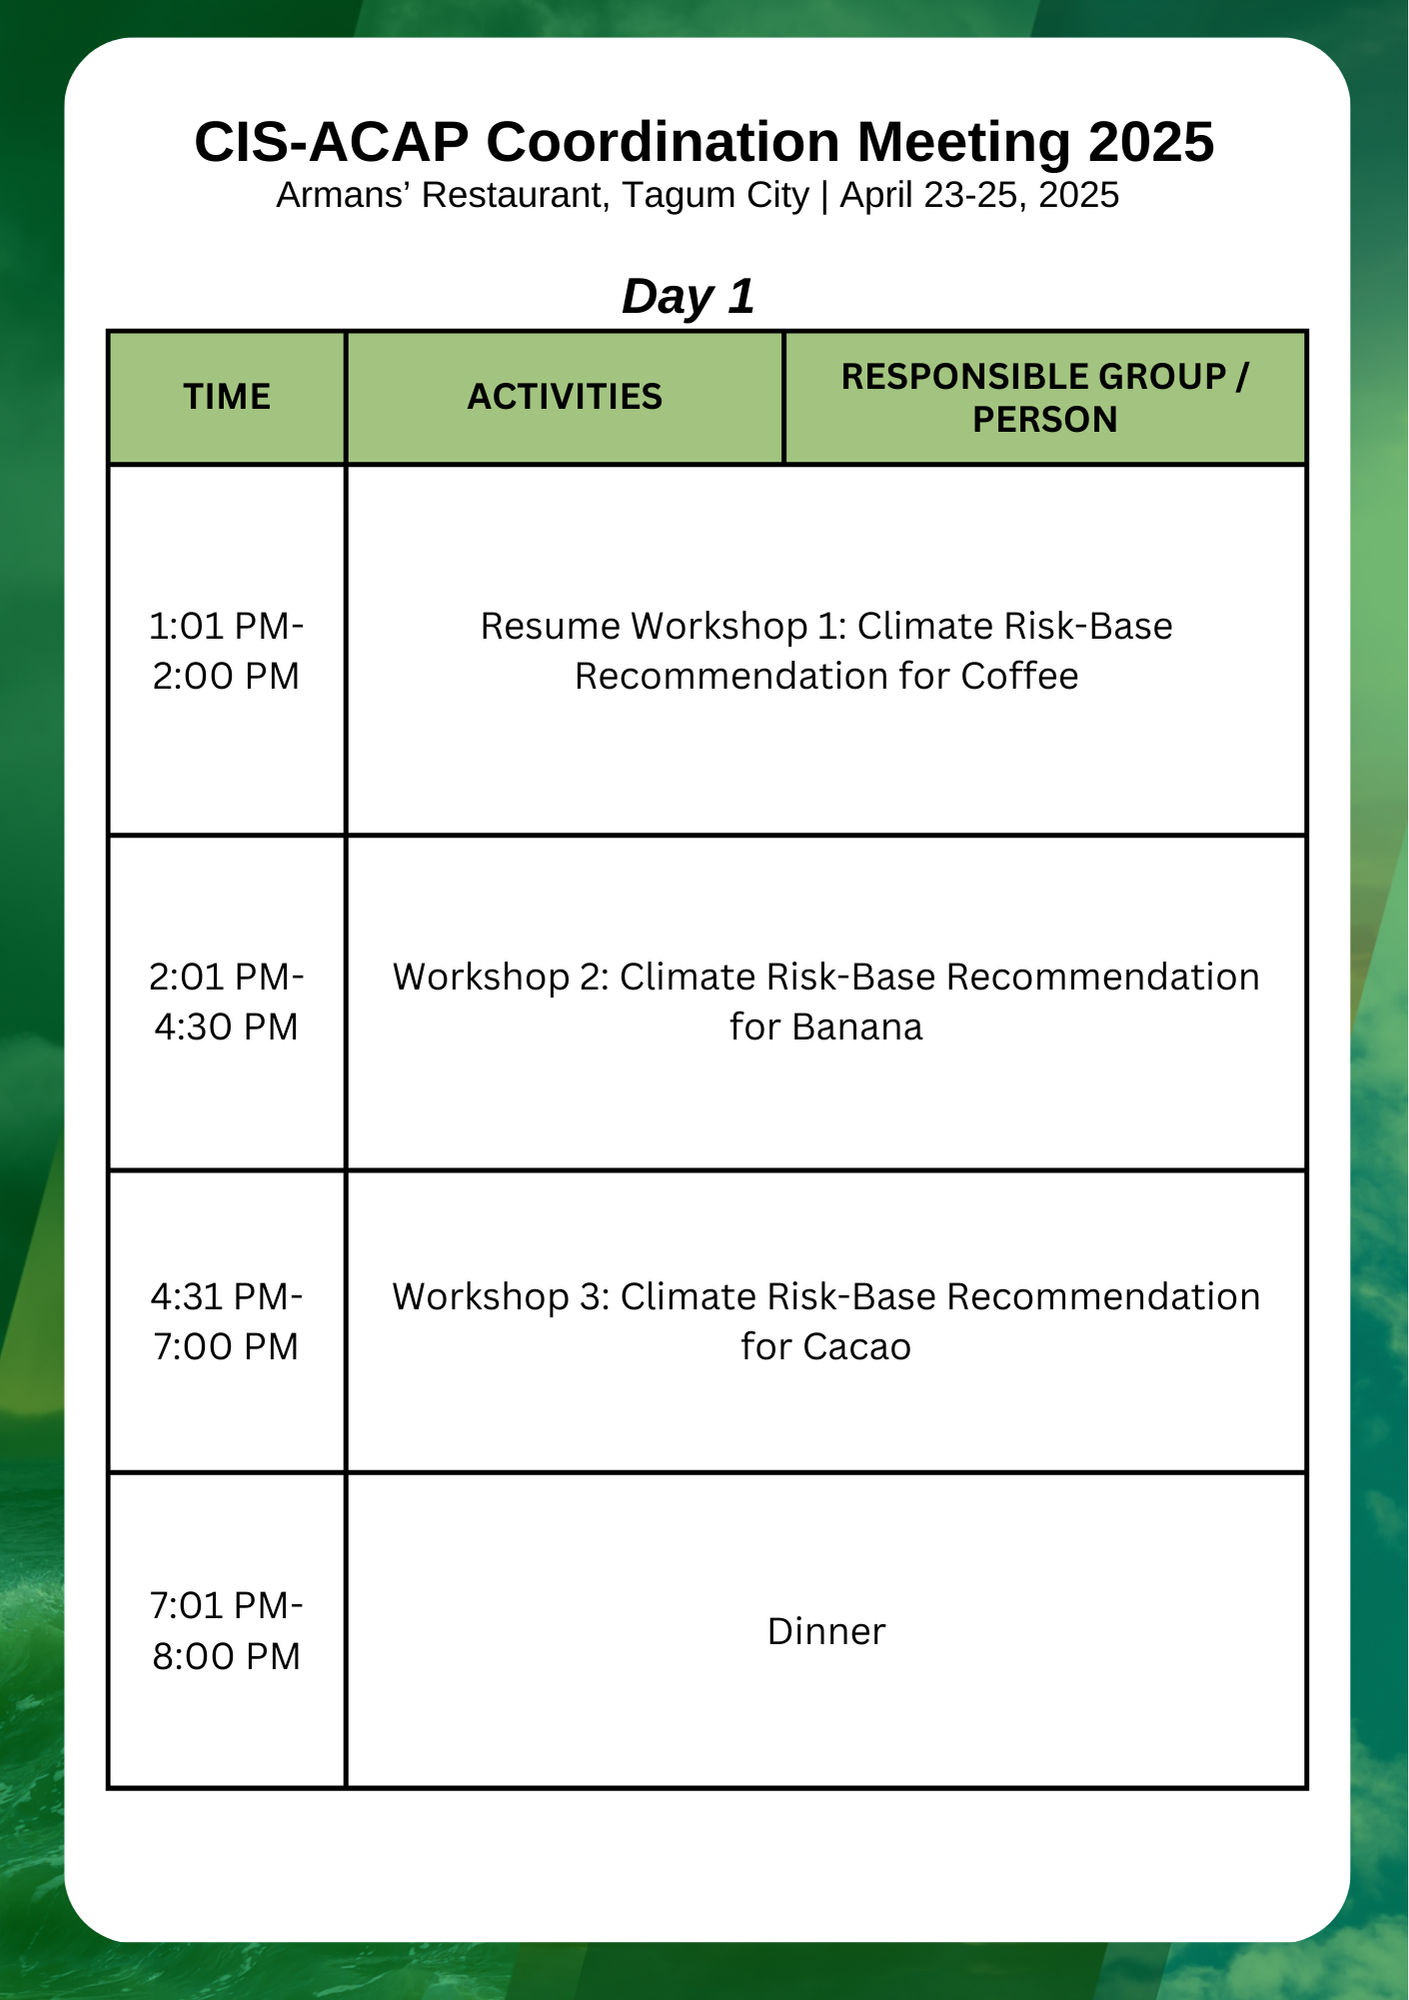 CIS-ACAP Coordination Meeting 2025
Armans’ Restaurant, Tagum City | April 23-25, 2025
Day 1
TIME
ACTIVITIES
RESPONSIBLE GROUP /
PERSON
1:01 PM-
2:00 PM
Resume Workshop 1: Climate Risk-Base
Recommendation for Coffee
2:01 PM-
4:30 PM
Workshop 2: Climate Risk-Base Recommendation
for Banana
4:31 PM-
7:00 PM
Workshop 3: Climate Risk-Base Recommendation
for Cacao
7:01 PM-
8:00 PM
Dinner